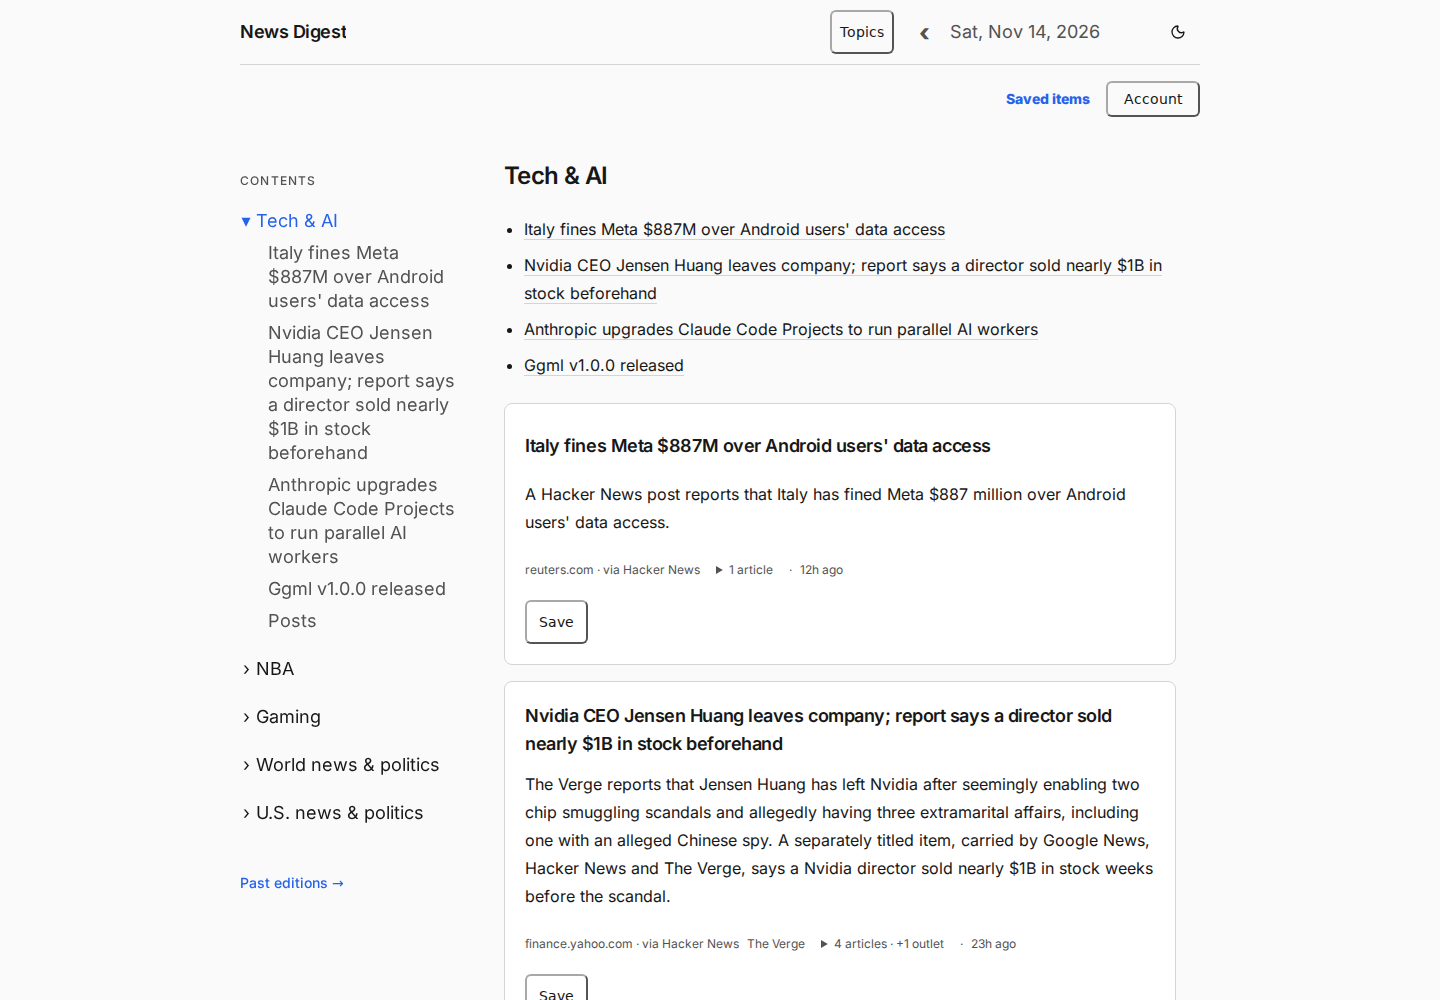 News Digest
Topics
‹
Sat, Nov 14, 2026
Saved items
Account
CONTENTS
▾ Tech & AI
Italy fines Meta
$887M over Android
users' data access
Nvidia CEO Jensen
Huang leaves
company; report says
a director sold nearly
$1B in stock
beforehand
Anthropic upgrades
Claude Code Projects
to run parallel AI
workers
Ggml v1.0.0 released
Posts
› NBA
› Gaming
› World news & politics
› U.S. news & politics
Past editions →
Tech & AI
• Italy fines Meta $887M over Android users' data access
• Nvidia CEO Jensen Huang leaves company; report says a director sold nearly $1B in
stock beforehand
• Anthropic upgrades Claude Code Projects to run parallel AI workers
• Ggml v1.0.0 released
Italy fines Meta $887M over Android users' data access
A Hacker News post reports that Italy has fined Meta $887 million over Android
users' data access.
reuters.com · via Hacker News ▶ 1 article · 12h ago
Save
Nvidia CEO Jensen Huang leaves company; report says a director sold
nearly $1B in stock beforehand
The Verge reports that Jensen Huang has left Nvidia after seemingly enabling two
chip smuggling scandals and allegedly having three extramarital affairs, including
one with an alleged Chinese spy. A separately titled item, carried by Google News,
Hacker News and The Verge, says a Nvidia director sold nearly $1B in stock weeks
before the scandal.
finance.yahoo.com · via Hacker News The Verge ▶ 4 articles · +1 outlet · 23h ago
Save